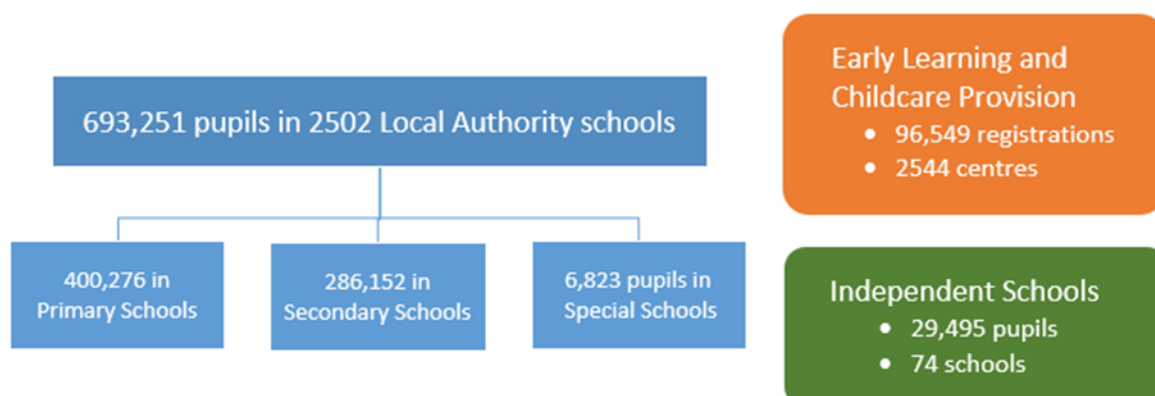 693,251 pupils in 2502 Local Authority schools
400,276 in
Primary Schools
286,152 in
Secondary Schools
6,823 pupils in
Special Schools
Early Learning and
Childcare Provision
• 96,549 registrations
• 2544 centres
Independent Schools
• 29,495 pupils
• 74 schools